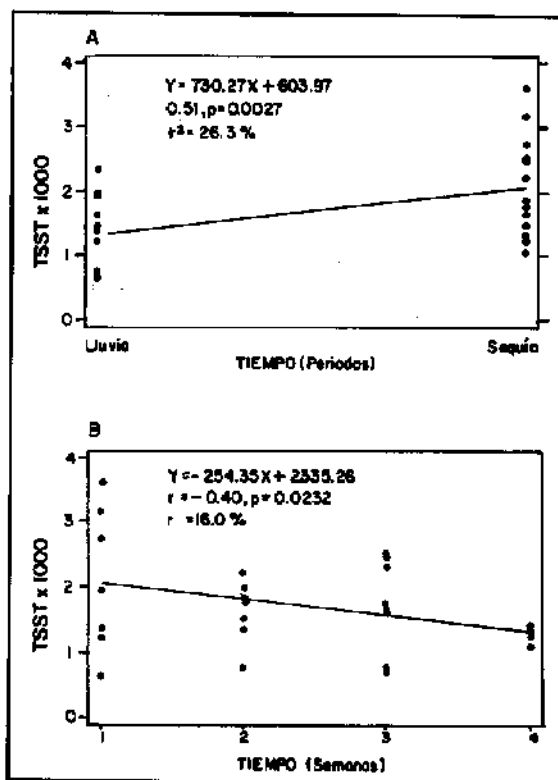 A
Y = 730.27X + 603.97
0.51, p=0.0027
r²= 26.3 %
4
3
2
1
0
TSST x 1000
Lluvia
Sequía
TIEMPO (Periodos)
B
Y =- 254.35X + 2335.26
r =- 0.40, p = 0.0232
r =16.0 %
4
3
2
1
0
TSST x 1000
1
2
3
4
TIEMPO (Semanas)